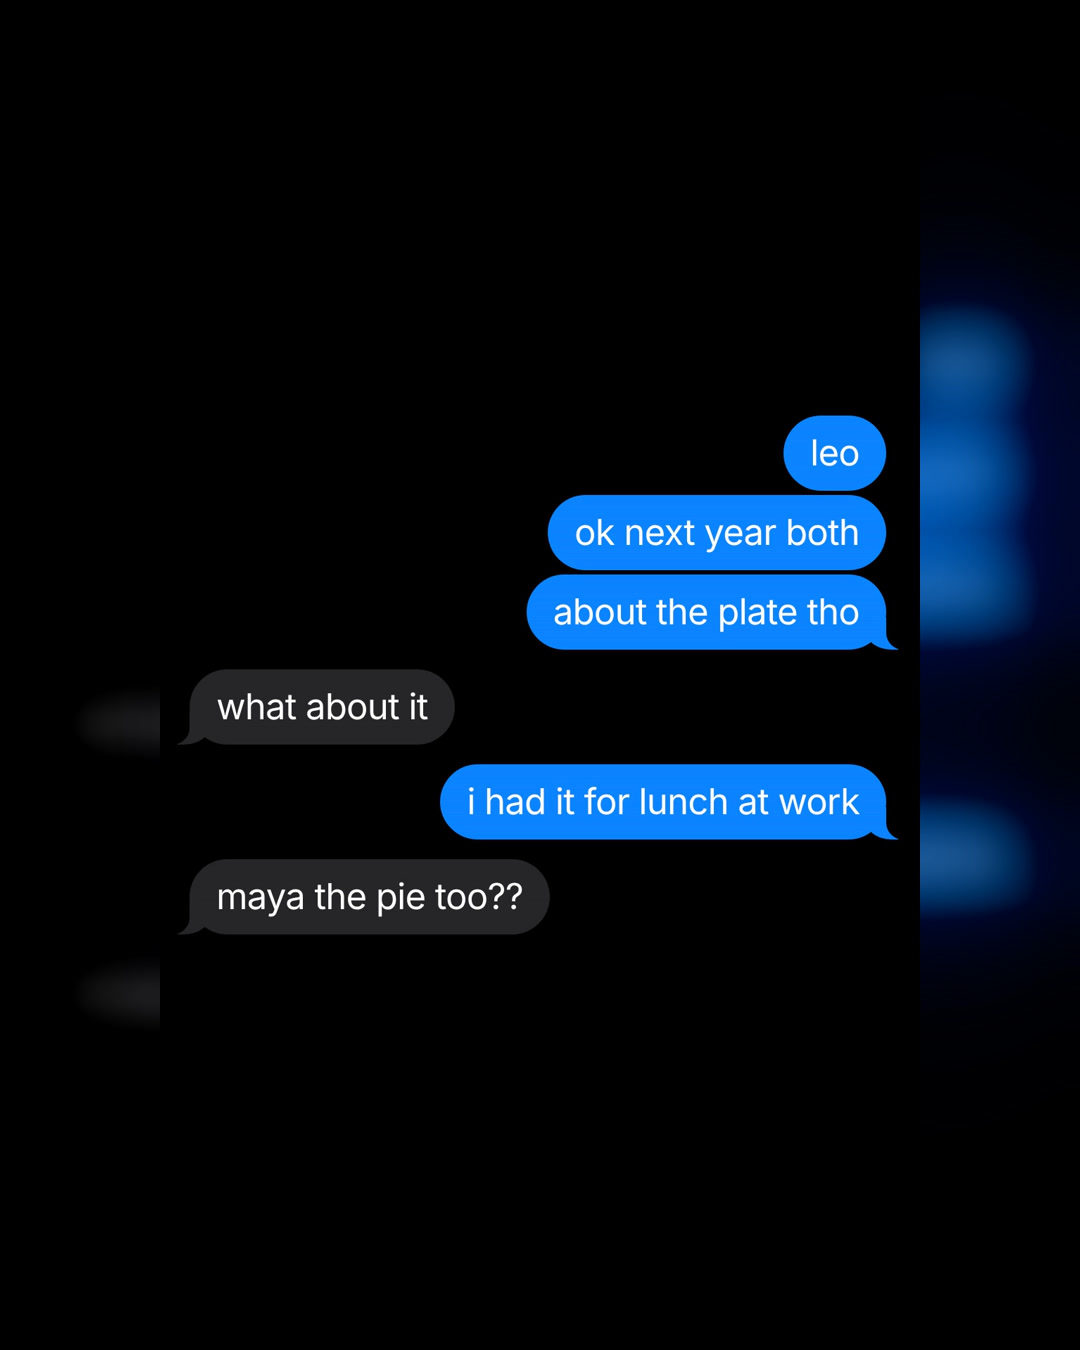 leo
ok next year both
about the plate tho
what about it
i had it for lunch at work
maya the pie too??